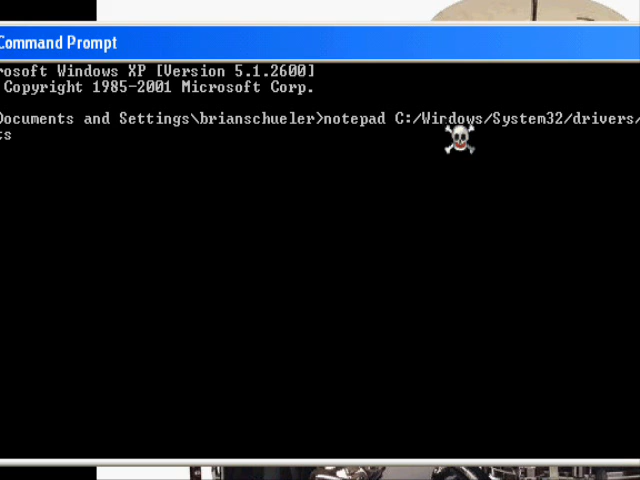 Command Prompt
rosoft Windows XP [Version 5.1.2600]
Copyright 1985-2001 Microsoft Corp.
Documents and Settings\brianschueler>notepad C:/Windows/System32/drivers/
ts